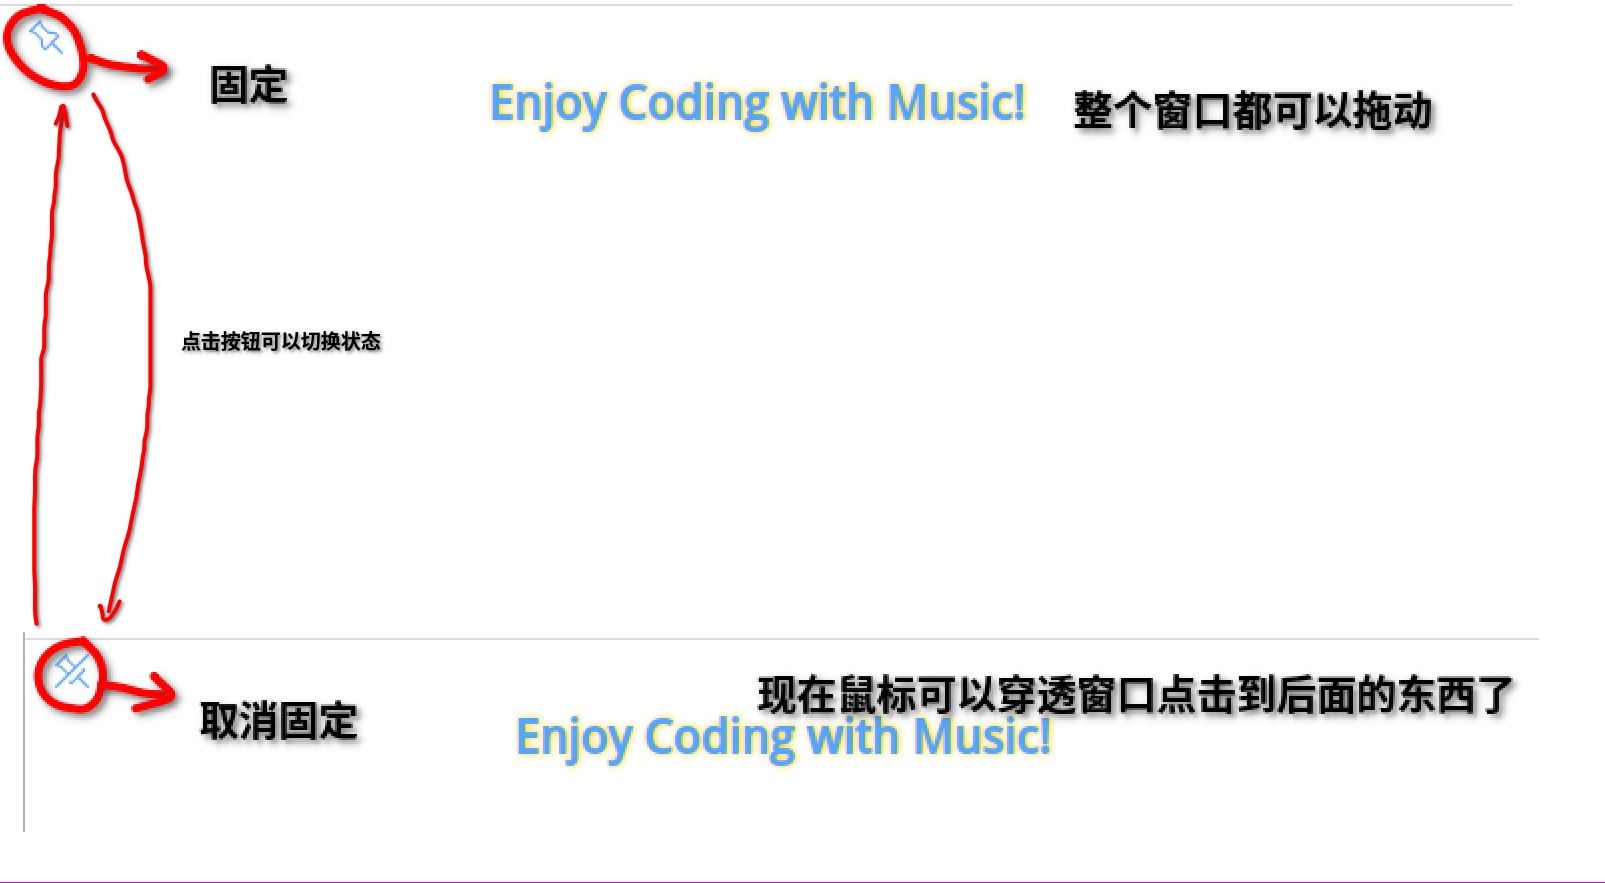 固定
Enjoy Coding with Music!
整个窗口都可以拖动
点击按钮可以切换状态
现在鼠标可以穿透窗口点击到后面的东西了
取消固定
Enjoy Coding with Music!